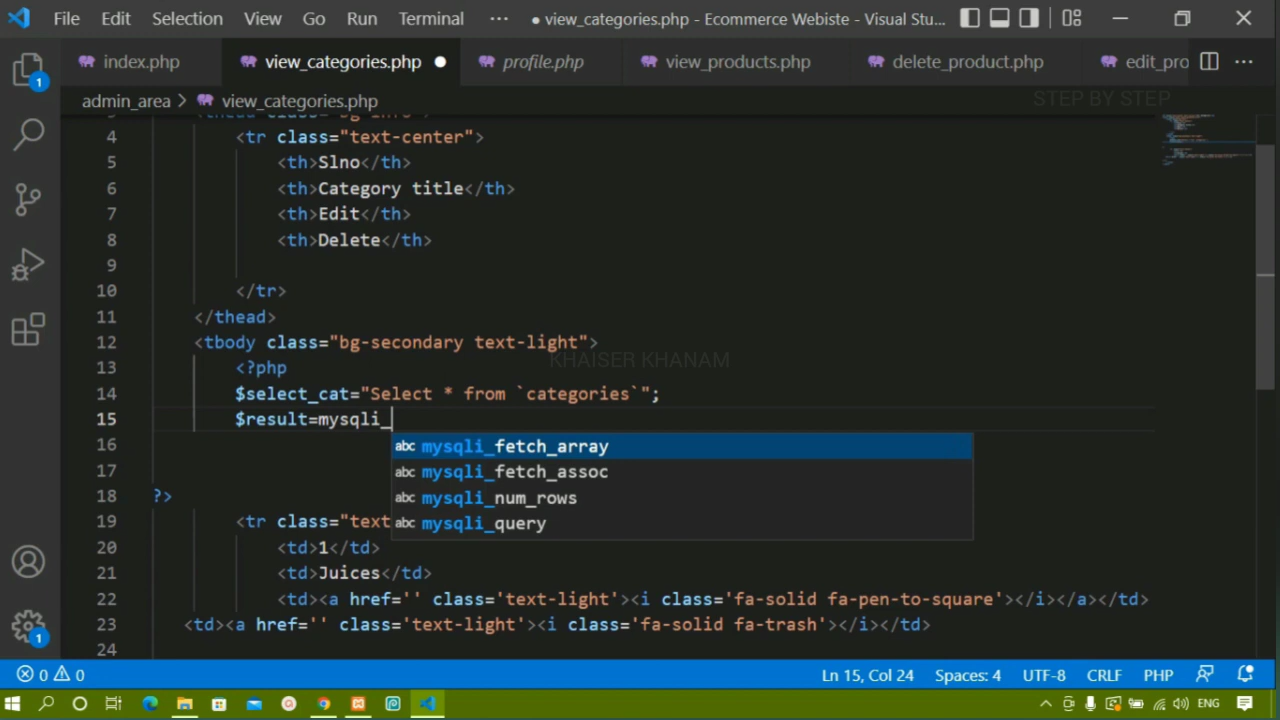 File Edit Selection View Go Run Terminal ··· ● view_categories.php - Ecommerce Webiste - Visual Stu...
index.php view_categories.php ● profile.php view_products.php delete_product.php edit_pro ···
1
admin_area > view_categories.php
STEP BY STEP
3 <thead class="bg-info">
4 <tr class="text-center">
5 <th>Slno</th>
6 <th>Category title</th>
7 <th>Edit</th>
8 <th>Delete</th>
9
10 </tr>
11 </thead>
12 <tbody class="bg-secondary text-light">
KHAISER KHANAM
13 <?php
14 $select_cat="Select * from `categories`";
15 $result=mysqli_
16 abc mysqli_fetch_array
17 abc mysqli_fetch_assoc
18 ?> abc mysqli_num_rows
19 <tr class="text abc mysqli_query
20 <td>1</td>
21 <td>Juices</td>
22 <td><a href='' class='text-light'><i class='fa-solid fa-pen-to-square'></i></a></td>
23 <td><a href='' class='text-light'><i class='fa-solid fa-trash'></i></td>
24
1
0 0 Ln 15, Col 24 Spaces: 4 UTF-8 CRLF PHP
ENG